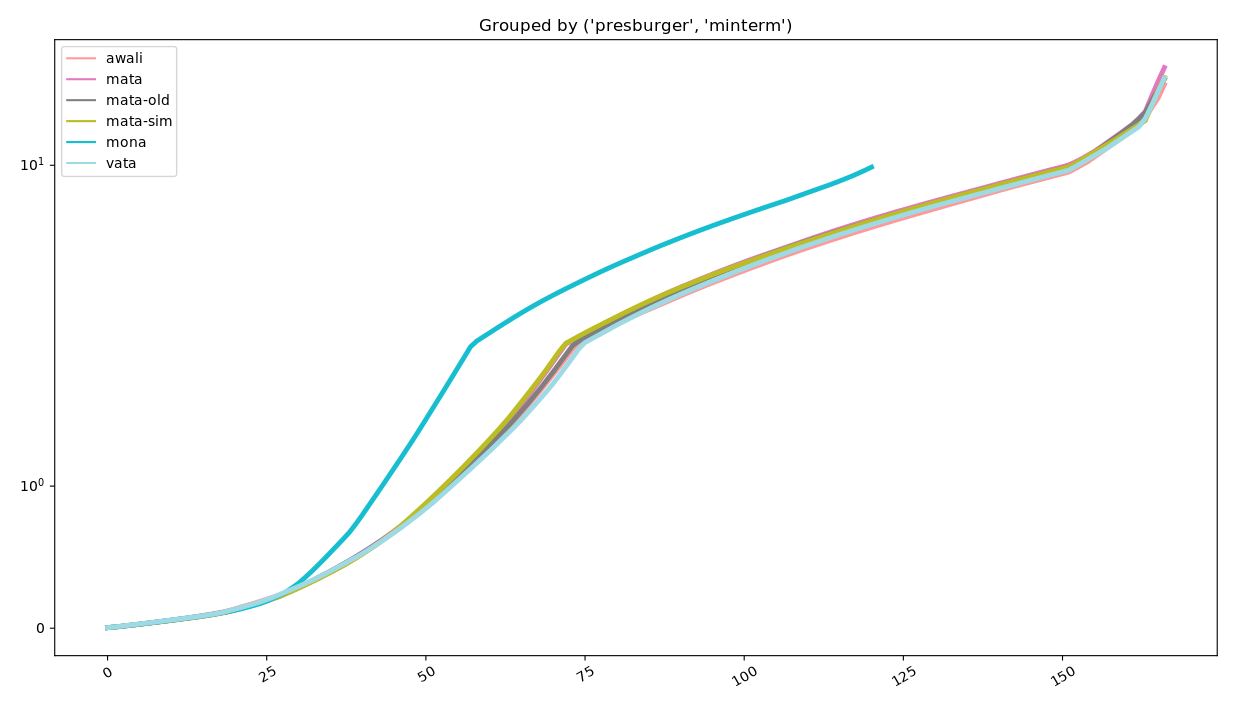 Grouped by ('presburger', 'minterm')
awali
mata
mata-old
mata-sim
mona
vata
10¹
10⁰
0
0
25
50
75
100
125
150